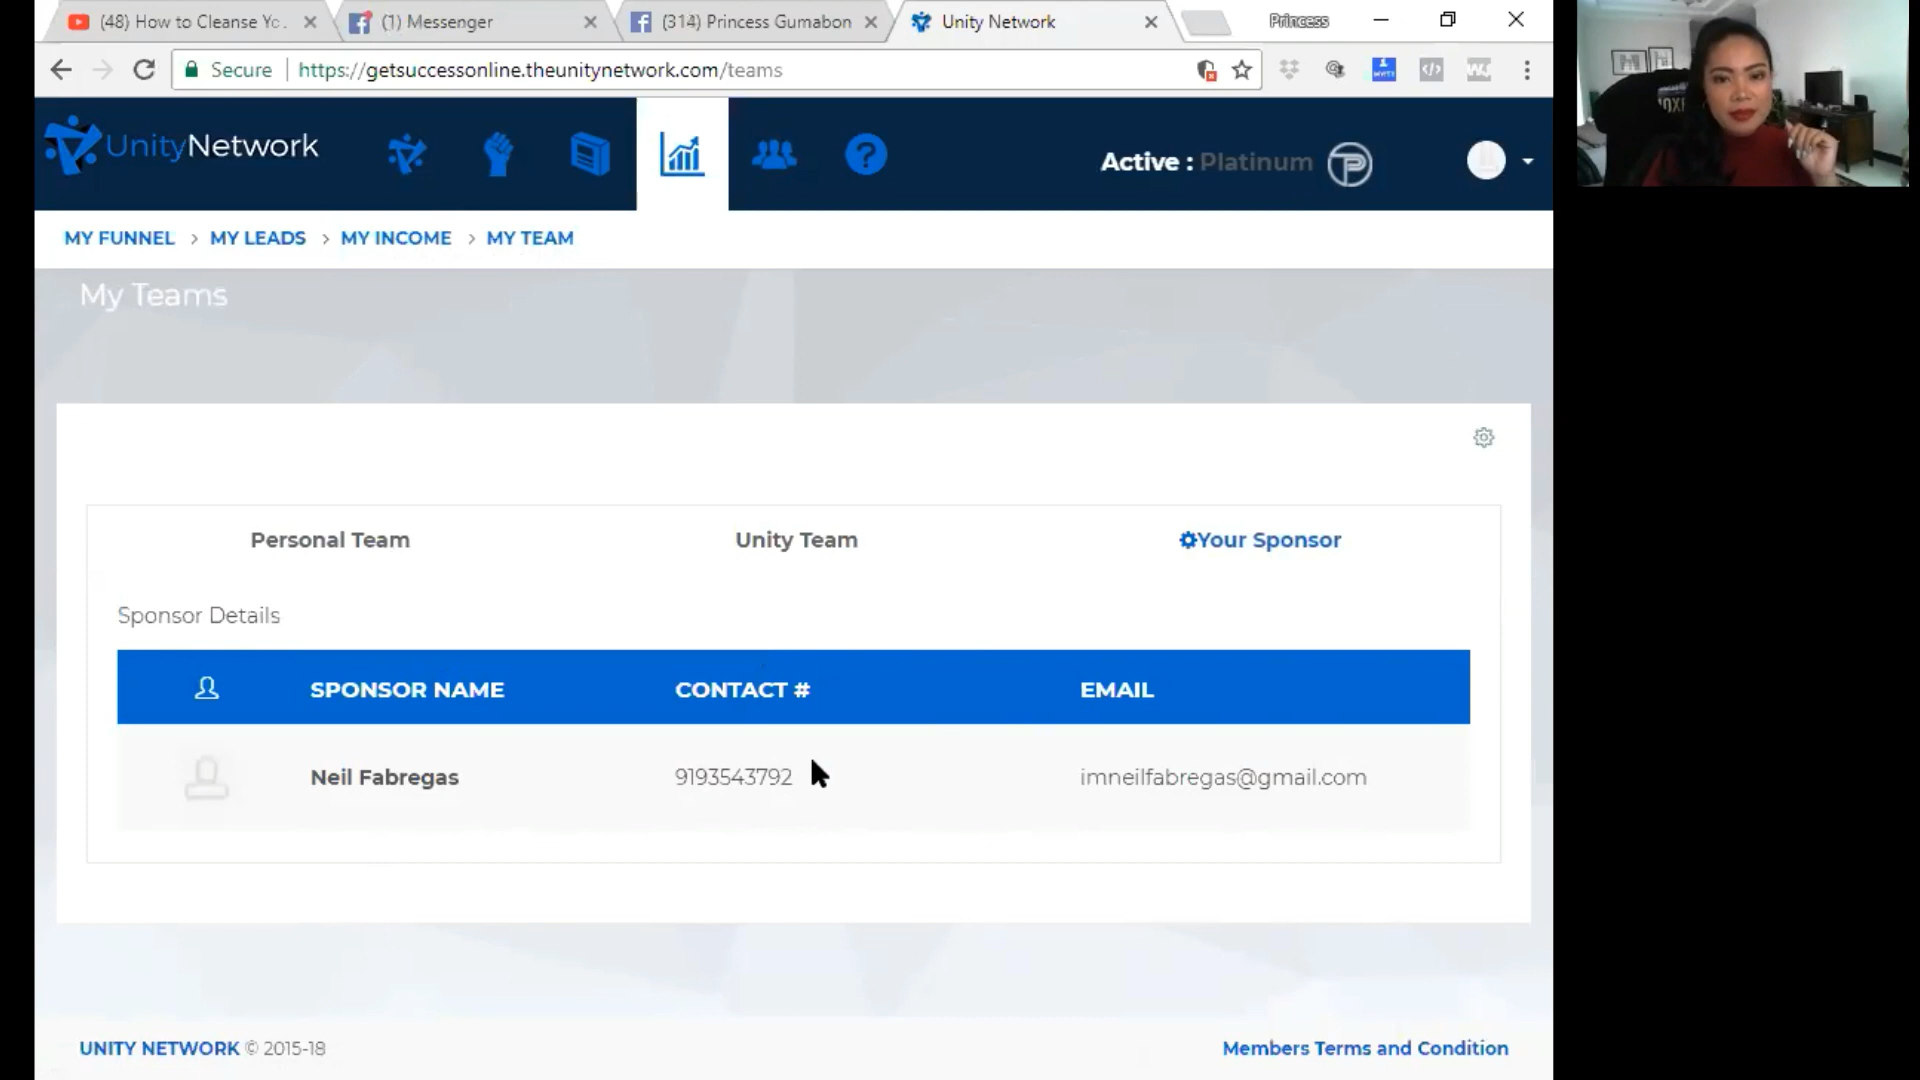 (48) How to Cleanse Yo
(1) Messenger
(314) Princess Gumabon
Unity Network
Princess
Secure
https://getsuccessonline.theunitynetwork.com/teams
UnityNetwork
Active : Platinum
MY FUNNEL > MY LEADS > MY INCOME > MY TEAM
My Teams
Personal Team
Unity Team
Your Sponsor
Sponsor Details
SPONSOR NAME
CONTACT #
EMAIL
Neil Fabregas
9193543792
imneilfabregas@gmail.com
UNITY NETWORK © 2015-18
Members Terms and Condition